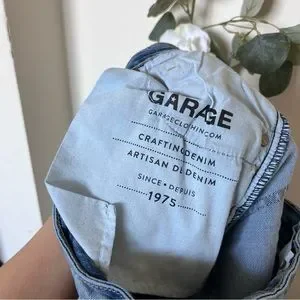 GARAGE
GARAGECLOTHING.COM
CRAFTING DENIM
ARTISAN DU DENIM
SINCE • DEPUIS
1975